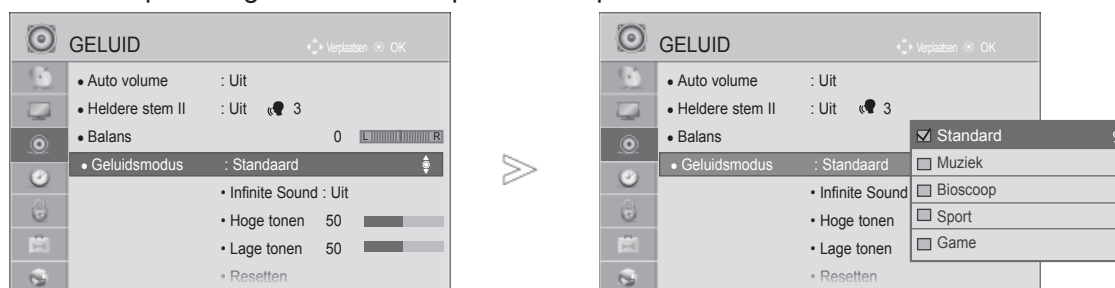 GELUID
Verplaatsen OK
• Auto volume : Uit
• Heldere stem II : Uit 3
• Balans 0 L R
• Geluidsmodus : Standaard
• Infinite Sound : Uit
• Hoge tonen 50
• Lage tonen 50
• Resetten
GELUID
Verplaatsen OK
• Auto volume : Uit
• Heldere stem II : Uit 3
• Balans
• Geluidsmodus : Standaard
• Infinite Sound
• Hoge tonen
• Lage tonen
• Resetten
Standard
Muziek
Bioscoop
Sport
Game